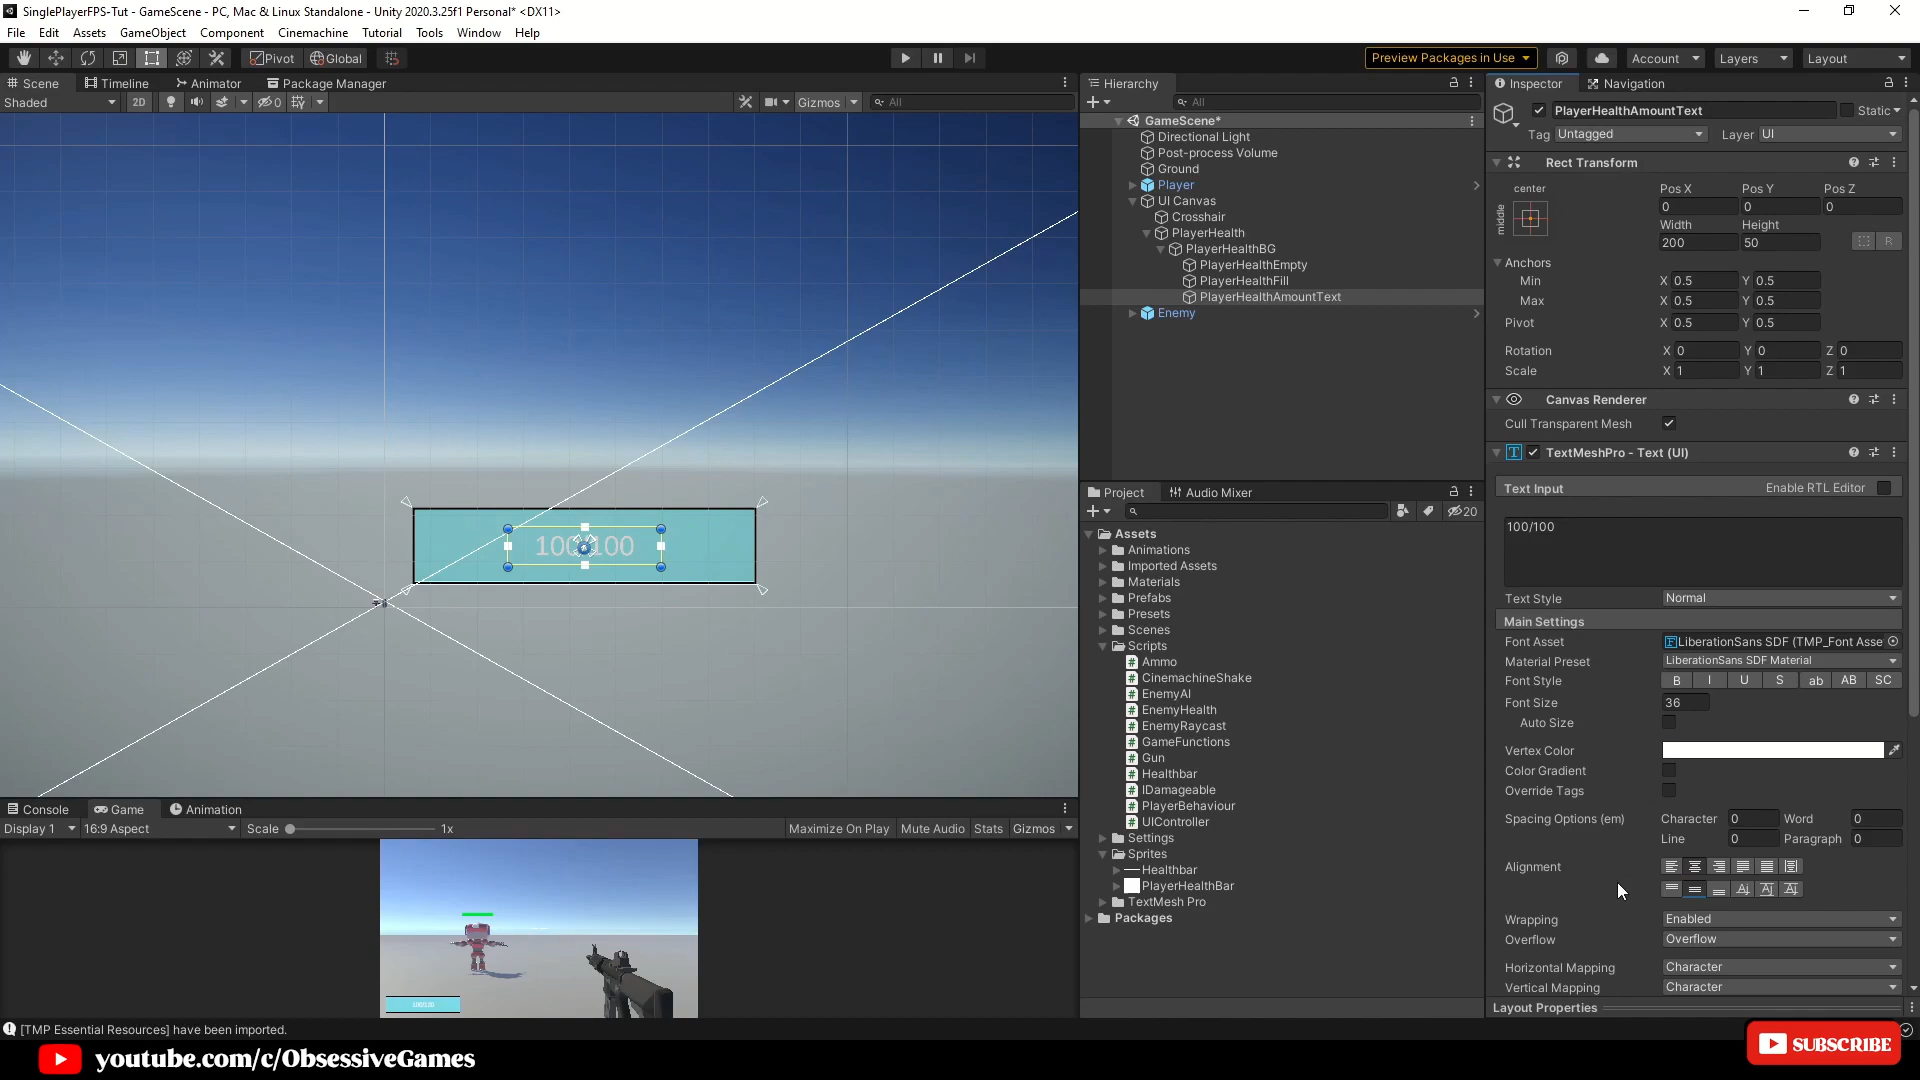 SinglePlayerFPS-Tut - GameScene - PC, Mac & Linux Standalone - Unity 2020.3.25f1 Personal* <DX11>
File Edit Assets GameObject Component Cinemachine Tutorial Tools Window Help
Pivot Global Preview Packages in Use Account Layers Layout
Scene Timeline Animator Package Manager
Shaded 2D 0 Gizmos All
100/100
Hierarchy
All
GameScene*
Directional Light
Post-process Volume
Ground
Player
UI Canvas
Crosshair
PlayerHealth
PlayerHealthBG
PlayerHealthEmpty
PlayerHealthFill
PlayerHealthAmountText
Enemy
Project Audio Mixer
20
Assets
Animations
Imported Assets
Materials
Prefabs
Presets
Scenes
Scripts
Ammo
CinemachineShake
EnemyAI
EnemyHealth
EnemyRaycast
GameFunctions
Gun
Healthbar
IDamageable
PlayerBehaviour
UIController
Settings
Sprites
Healthbar
PlayerHealthBar
TextMesh Pro
Packages
Inspector Navigation
PlayerHealthAmountText Static
Tag Untagged Layer UI
Rect Transform
center
middle
Pos X Pos Y Pos Z
0 0 0
Width Height
200 50 R
Anchors
Min X 0.5 Y 0.5
Max X 0.5 Y 0.5
Pivot X 0.5 Y 0.5
Rotation X 0 Y 0 Z 0
Scale X 1 Y 1 Z 1
Canvas Renderer
Cull Transparent Mesh
TextMeshPro - Text (UI)
Text Input Enable RTL Editor
100/100
Text Style Normal
Main Settings
Font Asset LiberationSans SDF (TMP_Font Asse
Material Preset LiberationSans SDF Material
Font Style B I U S ab AB SC
Font Size 36
Auto Size
Vertex Color
Color Gradient
Override Tags
Spacing Options (em) Character 0 Word 0
Line 0 Paragraph 0
Alignment
Wrapping Enabled
Overflow Overflow
Horizontal Mapping Character
Vertical Mapping Character
Layout Properties
Console Game Animation
Display 1 16:9 Aspect Scale 1x Maximize On Play Mute Audio Stats Gizmos
[TMP Essential Resources] have been imported.
youtube.com/c/ObsessiveGames
SUBSCRIBE